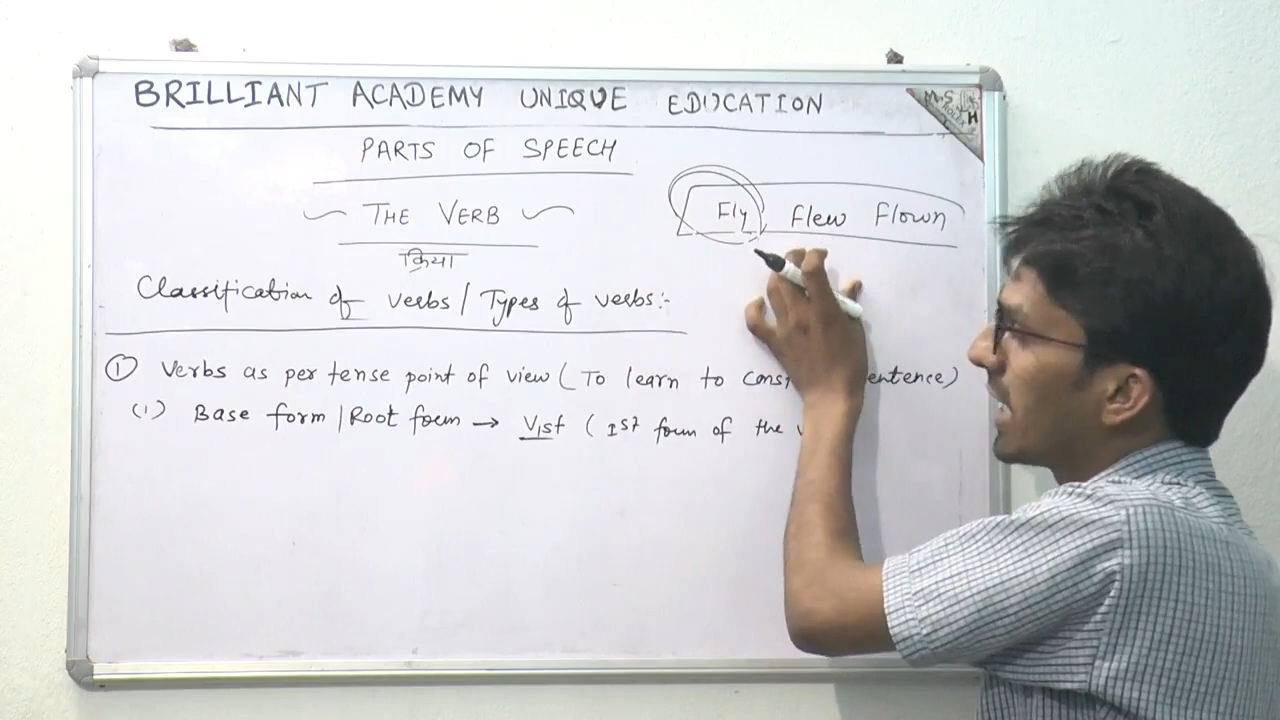 BRILLIANT ACADEMY UNIQUE EDUCATION
PARTS OF SPEECH
THE VERB
क्रिया
Fly Flew Flown
Classification of verbs / Types of verbs:-
① Verbs as per tense point of view (To learn to sentence)
(1) Base form / Root form → V1st ( 1st form of the